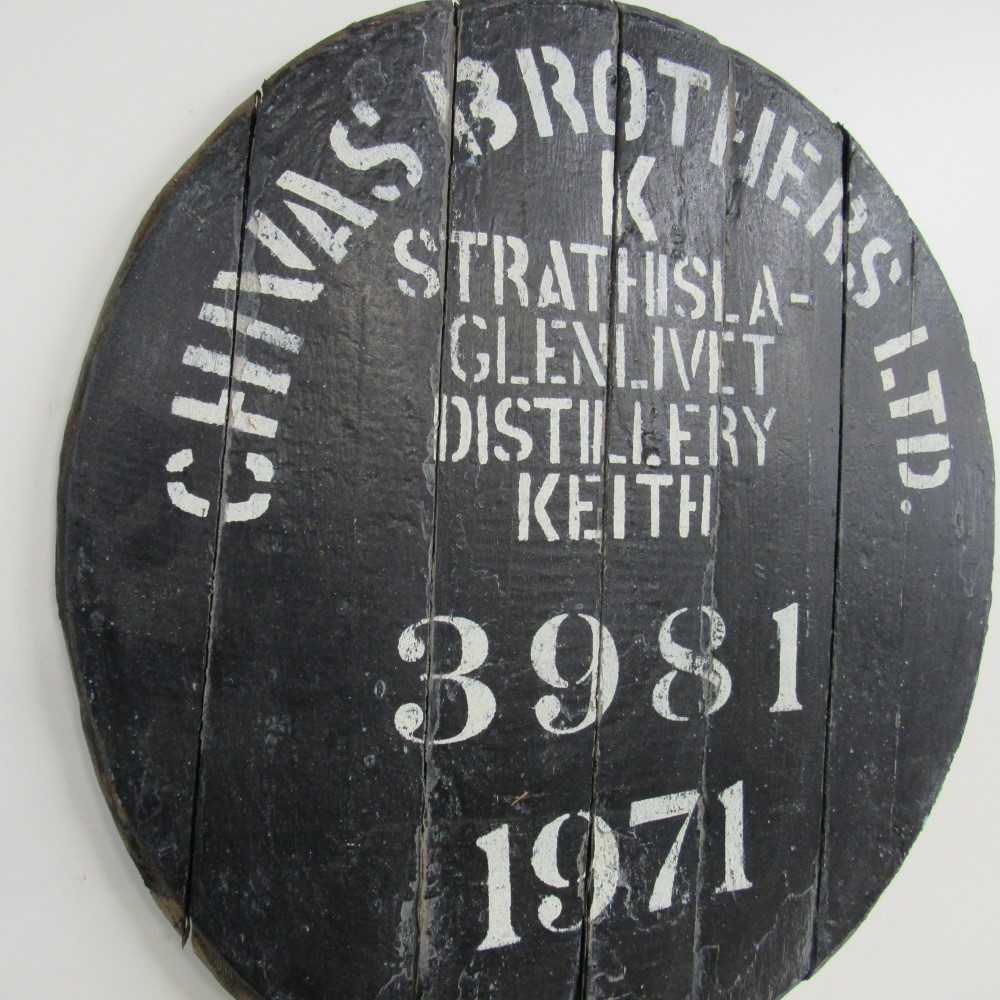 CHIVAS BROTHERS LTD.
K
STRATHISLA-
GLENLIVET
DISTILLERY
KEITH
3981
1971